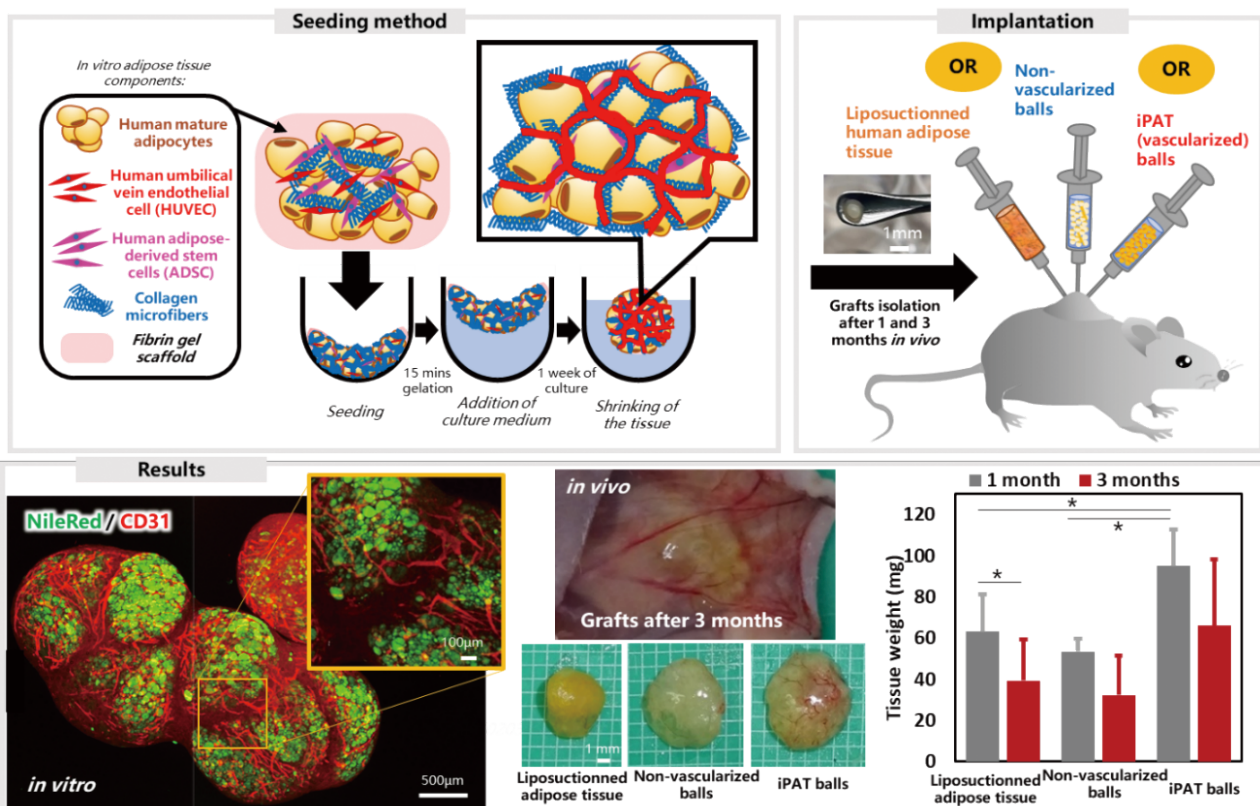 Seeding method
In vitro adipose tissue
components:
Human mature
adipocytes
Human umbilical
vein endothelial
cell (HUVEC)
Human adipose-
derived stem
cells (ADSC)
Collagen
microfibers
Fibrin gel
scaffold
15 mins
gelation
1 week of
culture
Seeding
Addition of
culture medium
Shrinking of
the tissue
Implantation
OR
OR
Non-
vascularized
balls
Liposuctionned
human adipose
tissue
iPAT
(vascularized)
balls
1mm
Grafts isolation
after 1 and 3
months in vivo
Results
NileRed / CD31
100µm
in vitro
500µm
in vivo
Grafts after 3 months
1 mm
Liposuctionned
adipose tissue
Non-vascularized
balls
iPAT balls
1 month
3 months
Tissue weight (mg)
120
100
80
60
40
20
0
*
*
*
Liposuctionned
adipose tissue
Non-vascularized
balls
iPAT balls